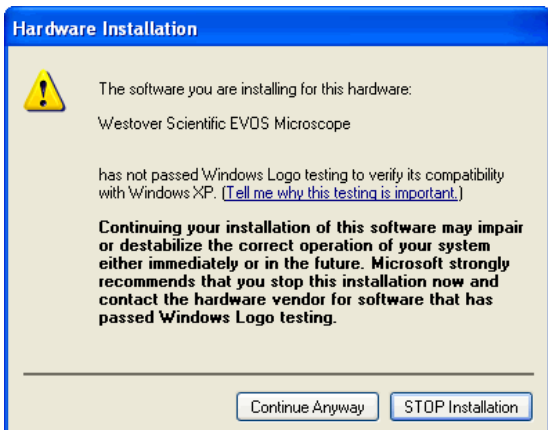 Hardware Installation
The software you are installing for this hardware:
Westover Scientific EVOS Microscope
has not passed Windows Logo testing to verify its compatibility
with Windows XP. (Tell me why this testing is important.)
Continuing your installation of this software may impair
or destabilize the correct operation of your system
either immediately or in the future. Microsoft strongly
recommends that you stop this installation now and
contact the hardware vendor for software that has
passed Windows Logo testing.
Continue Anyway
STOP Installation